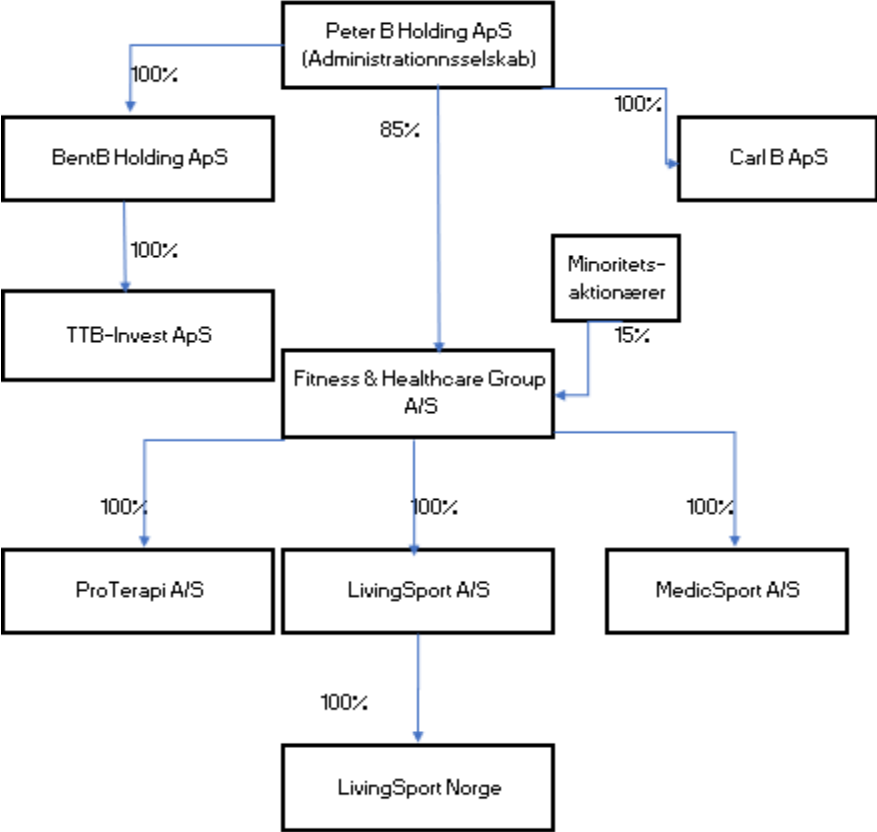 Peter B Holding ApS
(Administrationnsselskab)
100%
100%
85%
BentB Holding ApS
Carl B ApS
100%
Minoritets-
aktionærer
TTB-Invest ApS
15%
Fitness & Healthcare Group
A/S
100%
100%
100%
ProTerapi A/S
LivingSport A/S
MedicSport A/S
100%
LivingSport Norge